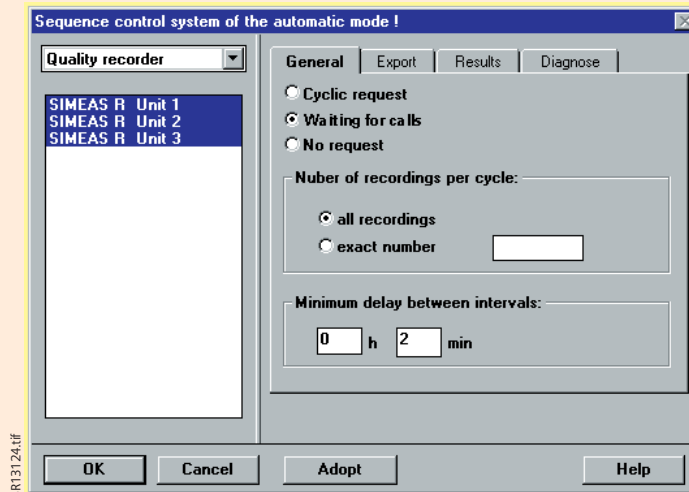 Sequence control system of the automatic mode !
Quality recorder
SIMEAS R Unit 1
SIMEAS R Unit 2
SIMEAS R Unit 3
General Export Results Diagnose
Cyclic request
Waiting for calls
No request
Nuber of recordings per cycle:
all recordings
exact number
Minimum delay between intervals:
0 h 2 min
OK Cancel Adopt Help
R13124.tif